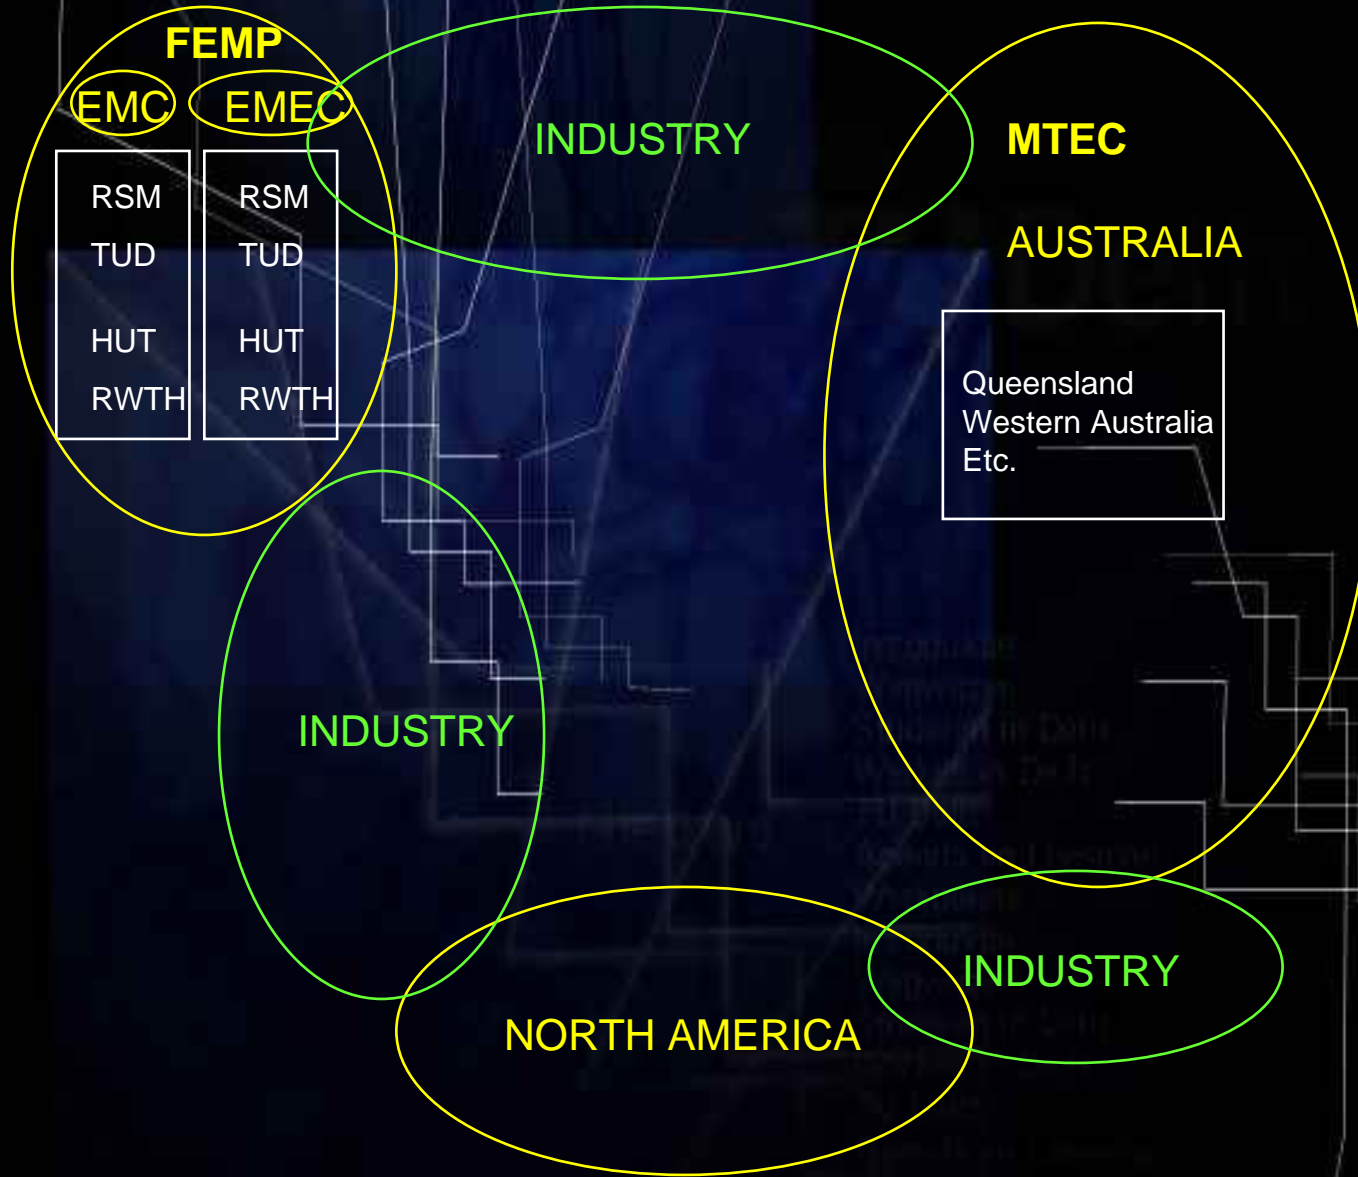 FEMP
EMC
EMEC
RSM
TUD
HUT
RWTH
RSM
TUD
HUT
RWTH
INDUSTRY
MTEC
AUSTRALIA
Queensland
Western Australia
Etc.
INDUSTRY
NORTH AMERICA
INDUSTRY